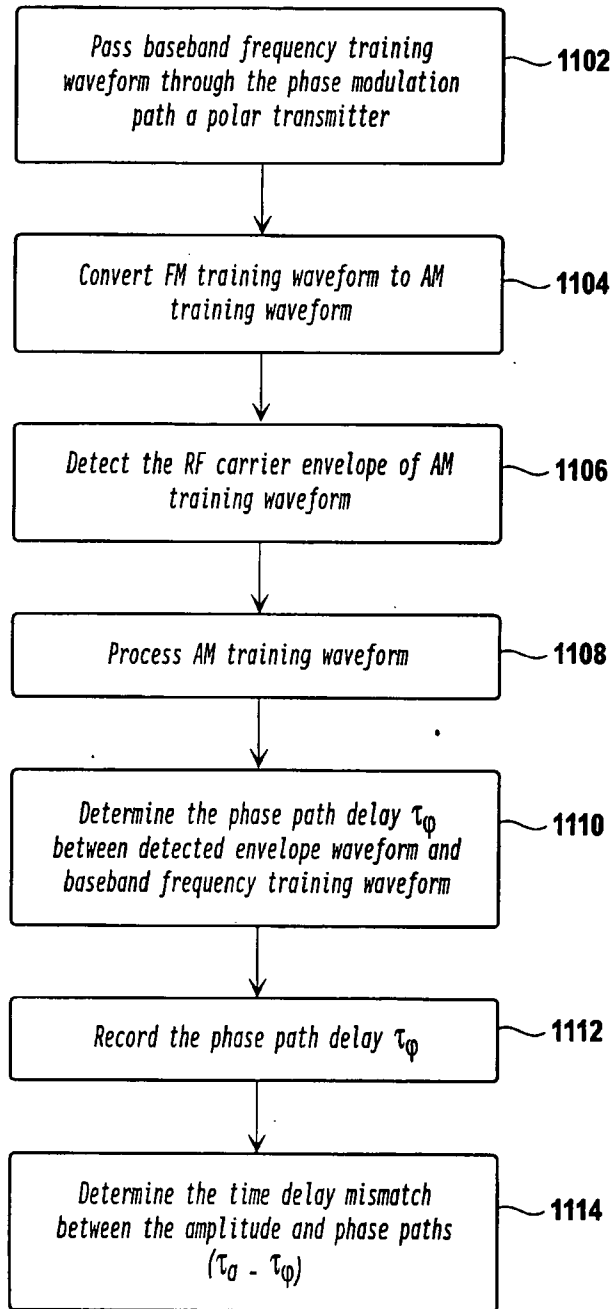 Pass baseband frequency training
waveform through the phase modulation
path a polar transmitter
1102
Convert FM training waveform to AM
training waveform
1104
Detect the RF carrier envelope of AM
training waveform
1106
Process AM training waveform
1108
Determine the phase path delay τφ
between detected envelope waveform and
baseband frequency training waveform
1110
Record the phase path delay τφ
1112
Determine the time delay mismatch
between the amplitude and phase paths
(τa - τφ)
1114